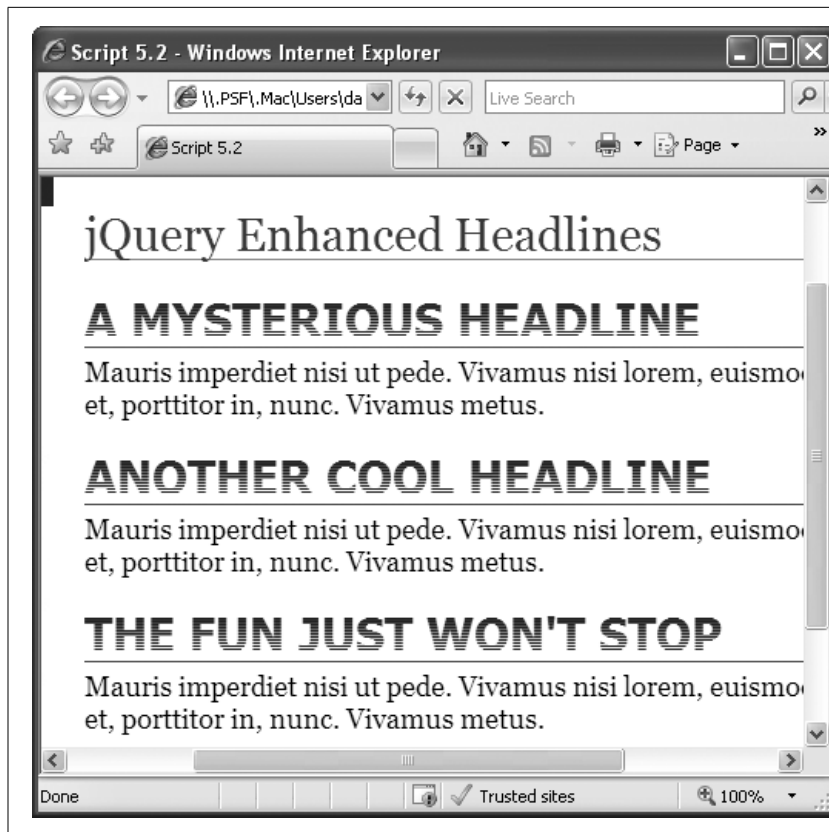 Script 5.2 - Windows Internet Explorer
\\.PSF\.Mac\Users\da
Live Search
Script 5.2
Page
»
jQuery Enhanced Headlines
A MYSTERIOUS HEADLINE
Mauris imperdiet nisi ut pede. Vivamus nisi lorem, euismo
et, porttitor in, nunc. Vivamus metus.
ANOTHER COOL HEADLINE
Mauris imperdiet nisi ut pede. Vivamus nisi lorem, euismo
et, porttitor in, nunc. Vivamus metus.
THE FUN JUST WON'T STOP
Mauris imperdiet nisi ut pede. Vivamus nisi lorem, euismo
et, porttitor in, nunc. Vivamus metus.
Done
Trusted sites
100%